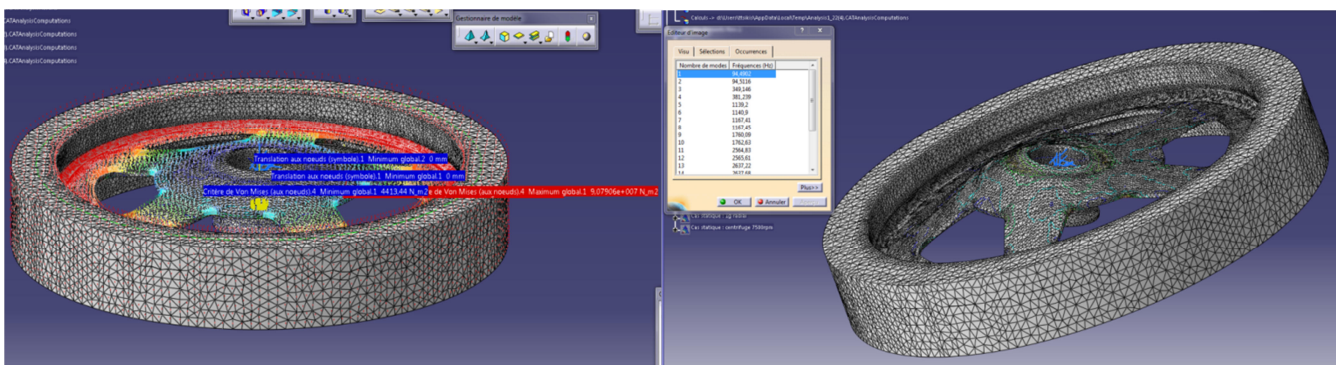 CATAnalysisComputations
).CATAnalysisComputations
).CATAnalysisComputations
).CATAnalysisComputations
Gestionnaire de modèle
Translation aux noeuds (symbole).1 Minimum global.2 0 mm
Translation aux noeuds (symbole).1 Minimum global.1 0 mm
Critère de Von Mises (aux noeuds).4 Minimum global.1 4413,44 N_m2
e de Von Mises (aux noeuds).4 Maximum global.1 9,07906e+007 N_m2
Editeur d'image
Visu Sélections Occurrences
Nombre de modes Fréquences (Hz)
1 94,4902
2 94,5116
3 349,146
4 381,239
5 1139,2
6 1140,9
7 1167,41
8 1167,45
9 1760,09
10 1762,63
11 2564,83
12 2565,61
13 2637,22
14 2637,68
Plus>>
OK Annuler
Cas statique : centrifuge 7500rpm